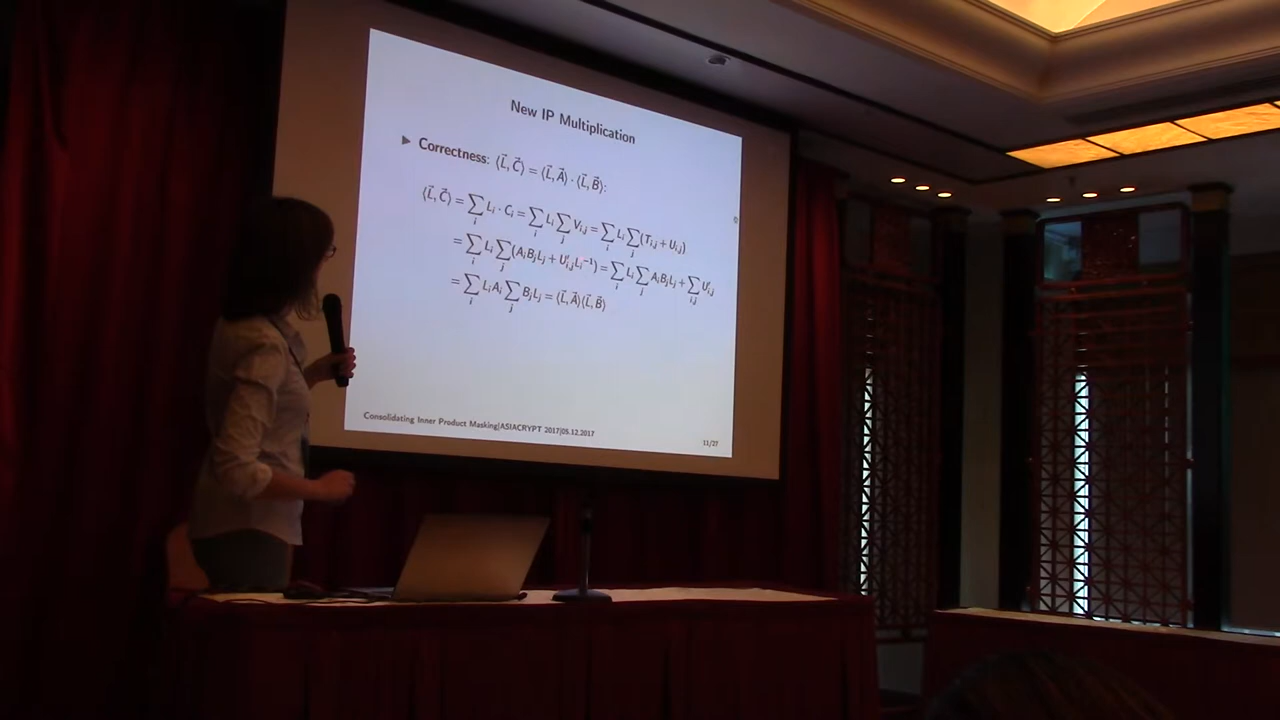 New IP Multiplication
▶ Correctness: ⟨L⃗, C⃗⟩ = ⟨L⃗, A⃗⟩ · ⟨L⃗, B⃗⟩:
⟨L⃗, C⃗⟩ = ∑_i L_i · C_i = ∑_i L_i ∑_j V_{i,j} = ∑_i L_i ∑_j (T_{i,j} + U_{i,j})
= ∑_i L_i ∑_j (A_i B_j L_j + U'_{i,j} L_i^{−1}) = ∑_i L_i ∑_j A_i B_j L_j + ∑_{i,j} U'_{i,j}
= ∑_i L_i A_i ∑_j B_j L_j = ⟨L⃗, A⃗⟩⟨L⃗, B⃗⟩
Consolidating Inner Product Masking|ASIACRYPT 2017|05.12.2017
11/27